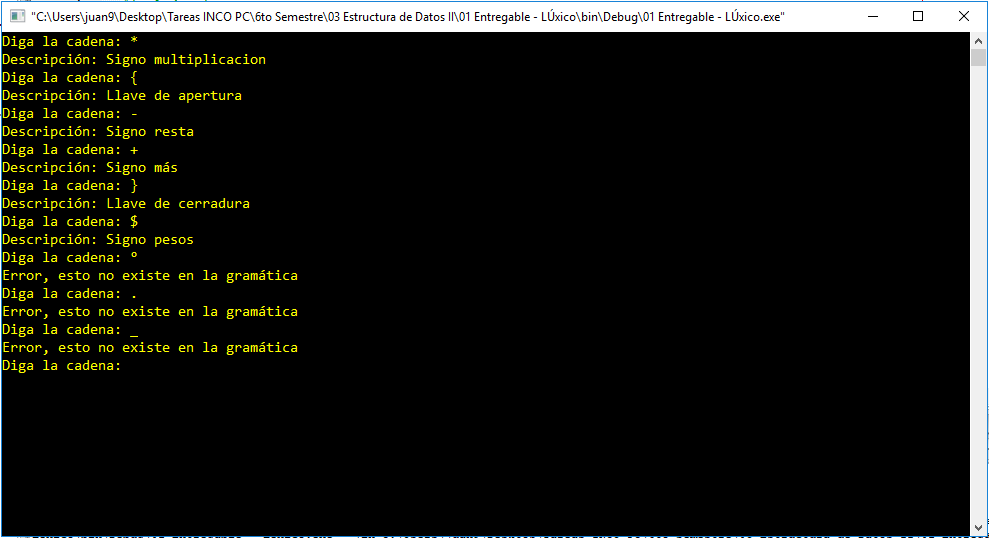 "C:\Users\juan9\Desktop\Tareas INCO PC\6to Semestre\03 Estructura de Datos II\01 Entregable - LÚxico\bin\Debug\01 Entregable - LÚxico.exe"
Diga la cadena: *
Descripción: Signo multiplicacion
Diga la cadena: {
Descripción: Llave de apertura
Diga la cadena: -
Descripción: Signo resta
Diga la cadena: +
Descripción: Signo más
Diga la cadena: }
Descripción: Llave de cerradura
Diga la cadena: $
Descripción: Signo pesos
Diga la cadena: º
Error, esto no existe en la gramática
Diga la cadena: .
Error, esto no existe en la gramática
Diga la cadena: _
Error, esto no existe en la gramática
Diga la cadena: